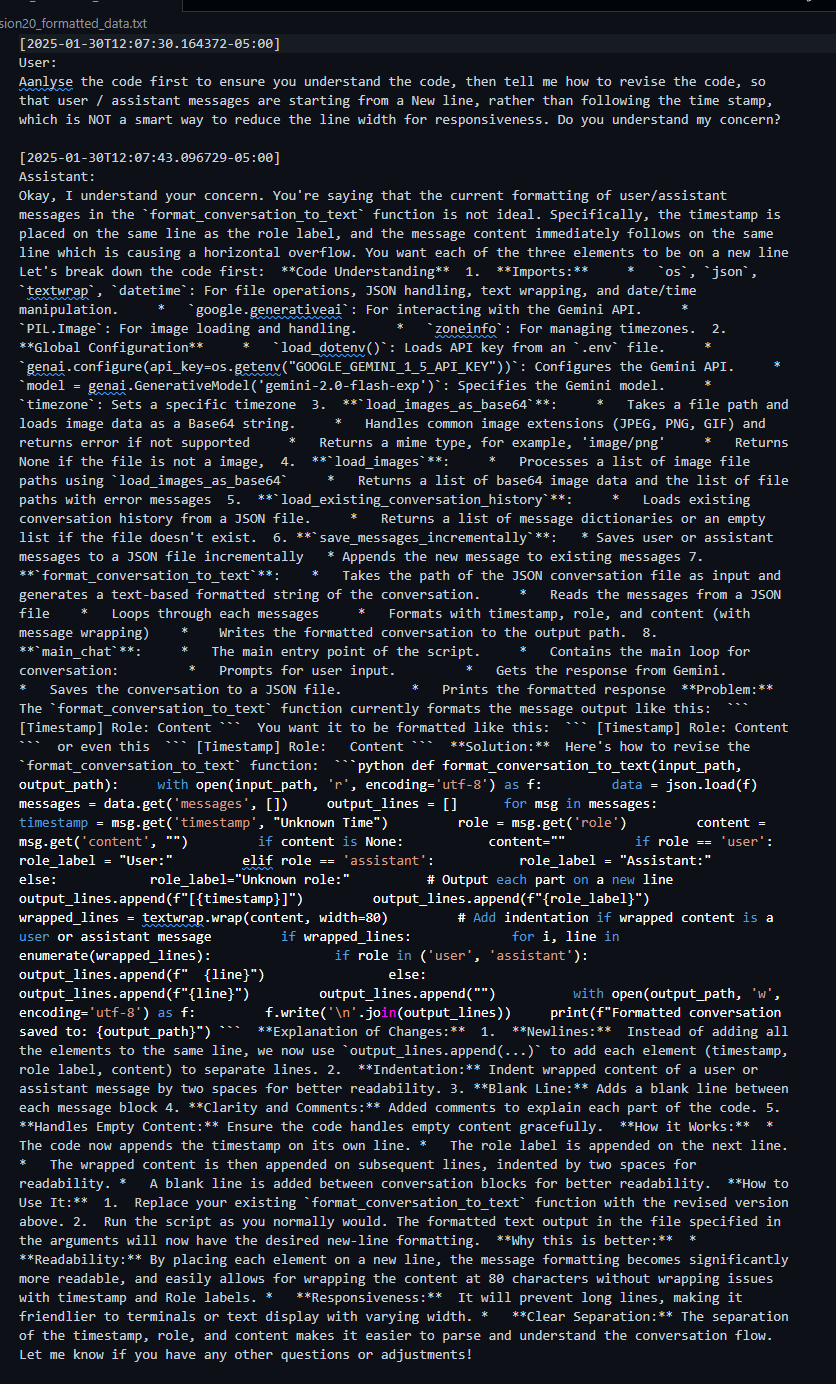 sion20_formatted_data.txt
[2025-01-30T12:07:30.164372-05:00]
User:
Aanlyse the code first to ensure you understand the code, then tell me how to revise the code, so
that user / assistant messages are starting from a New line, rather than following the time stamp,
which is NOT a smart way to reduce the line width for responsiveness. Do you understand my concern?
[2025-01-30T12:07:43.096729-05:00]
Assistant:
Okay, I understand your concern. You're saying that the current formatting of user/assistant
messages in the `format_conversation_to_text` function is not ideal. Specifically, the timestamp is
placed on the same line as the role label, and the message content immediately follows on the same
line which is causing a horizontal overflow. You want each of the three elements to be on a new line
Let's break down the code first:  **Code Understanding**  1.  **Imports:**     *   `os`, `json`,
`textwrap`, `datetime`: For file operations, JSON handling, text wrapping, and date/time
manipulation.     *   `google.generativeai`: For interacting with the Gemini API.     *
`PIL.Image`: For image loading and handling.     *   `zoneinfo`: For managing timezones.  2.
**Global Configuration**     *   `load_dotenv()`: Loads API key from an `.env` file.     *
`genai.configure(api_key=os.getenv("GOOGLE_GEMINI_1_5_API_KEY"))`: Configures the Gemini API.     *
`model = genai.GenerativeModel('gemini-2.0-flash-exp')`: Specifies the Gemini model.     *
`timezone`: Sets a specific timezone  3.  **`load_images_as_base64`**:     *   Takes a file path and
loads image data as a Base64 string.     *   Handles common image extensions (JPEG, PNG, GIF) and
returns error if not supported     *   Returns a mime type, for example, 'image/png'     *   Returns
None if the file is not a image,  4.  **`load_images`**:     *   Processes a list of image file
paths using `load_images_as_base64`     *   Returns a list of base64 image data and the list of file
paths with error messages  5.  **`load_existing_conversation_history`**:     *   Loads existing
conversation history from a JSON file.     *   Returns a list of message dictionaries or an empty
list if the file doesn't exist.  6. **`save_messages_incrementally`**:   * Saves user or assistant
messages to a JSON file incrementally   * Appends the new message to existing messages 7.
**`format_conversation_to_text`**:    *   Takes the path of the JSON conversation file as input and
generates a text-based formatted string of the conversation.     *   Reads the messages from a JSON
file    *   Loops through each messages     *   Formats with timestamp, role, and content (with
message wrapping)    *    Writes the formatted conversation to the output path.  8.
**`main_chat`**:     *   The main entry point of the script.     *   Contains the main loop for
conversation:         *   Prompts for user input.         *   Gets the response from Gemini.
*   Saves the conversation to a JSON file.         *   Prints the formatted response  **Problem:**
The `format_conversation_to_text` function currently formats the message output like this:  ```
[Timestamp] Role: Content ```  You want it to be formatted like this:  ``` [Timestamp] Role: Content
```  or even this  ``` [Timestamp] Role:   Content ```  **Solution:**  Here's how to revise the
`format_conversation_to_text` function:  ```python def format_conversation_to_text(input_path,
output_path):     with open(input_path, 'r', encoding='utf-8') as f:         data = json.load(f)
messages = data.get('messages', [])     output_lines = []      for msg in messages:
timestamp = msg.get('timestamp', "Unknown Time")         role = msg.get('role')         content =
msg.get('content', "")         if content is None:         content=""         if role == 'user':
role_label = "User:"         elif role == 'assistant':           role_label = "Assistant:"
else:            role_label="Unknown role:"          # Output each part on a new line
output_lines.append(f"[{timestamp}]")         output_lines.append(f"{role_label}")
wrapped_lines = textwrap.wrap(content, width=80)         # Add indentation if wrapped content is a
user or assistant message         if wrapped_lines:             for i, line in
enumerate(wrapped_lines):                if role in ('user', 'assistant'):
output_lines.append(f"  {line}")                else:
output_lines.append(f"{line}")         output_lines.append("")          with open(output_path, 'w',
encoding='utf-8') as f:         f.write('\n'.join(output_lines))     print(f"Formatted conversation
saved to: {output_path}") ```  **Explanation of Changes:**  1.  **Newlines:**  Instead of adding all
the elements to the same line, we now use `output_lines.append(...)` to add each element (timestamp,
role label, content) to separate lines. 2.  **Indentation:** Indent wrapped content of a user or
assistant message by two spaces for better readability. 3. **Blank Line:** Adds a blank line between
each message block 4. **Clarity and Comments:** Added comments to explain each part of the code. 5.
**Handles Empty Content:** Ensure the code handles empty content gracefully.  **How it Works:**  *
The code now appends the timestamp on its own line. *   The role label is appended on the next line.
*   The wrapped content is then appended on subsequent lines, indented by two spaces for
readability. *   A blank line is added between conversation blocks for better readability.  **How to
Use It:**  1.  Replace your existing `format_conversation_to_text` function with the revised version
above. 2.  Run the script as you normally would. The formatted text output in the file specified in
the arguments will now have the desired new-line formatting.  **Why this is better:**  *
**Readability:** By placing each element on a new line, the message formatting becomes significantly
more readable, and easily allows for wrapping the content at 80 characters without wrapping issues
with timestamp and Role labels. *   **Responsiveness:**  It will prevent long lines, making it
friendlier to terminals or text display with varying width. *   **Clear Separation:** The separation
of the timestamp, role, and content makes it easier to parse and understand the conversation flow.
Let me know if you have any other questions or adjustments!